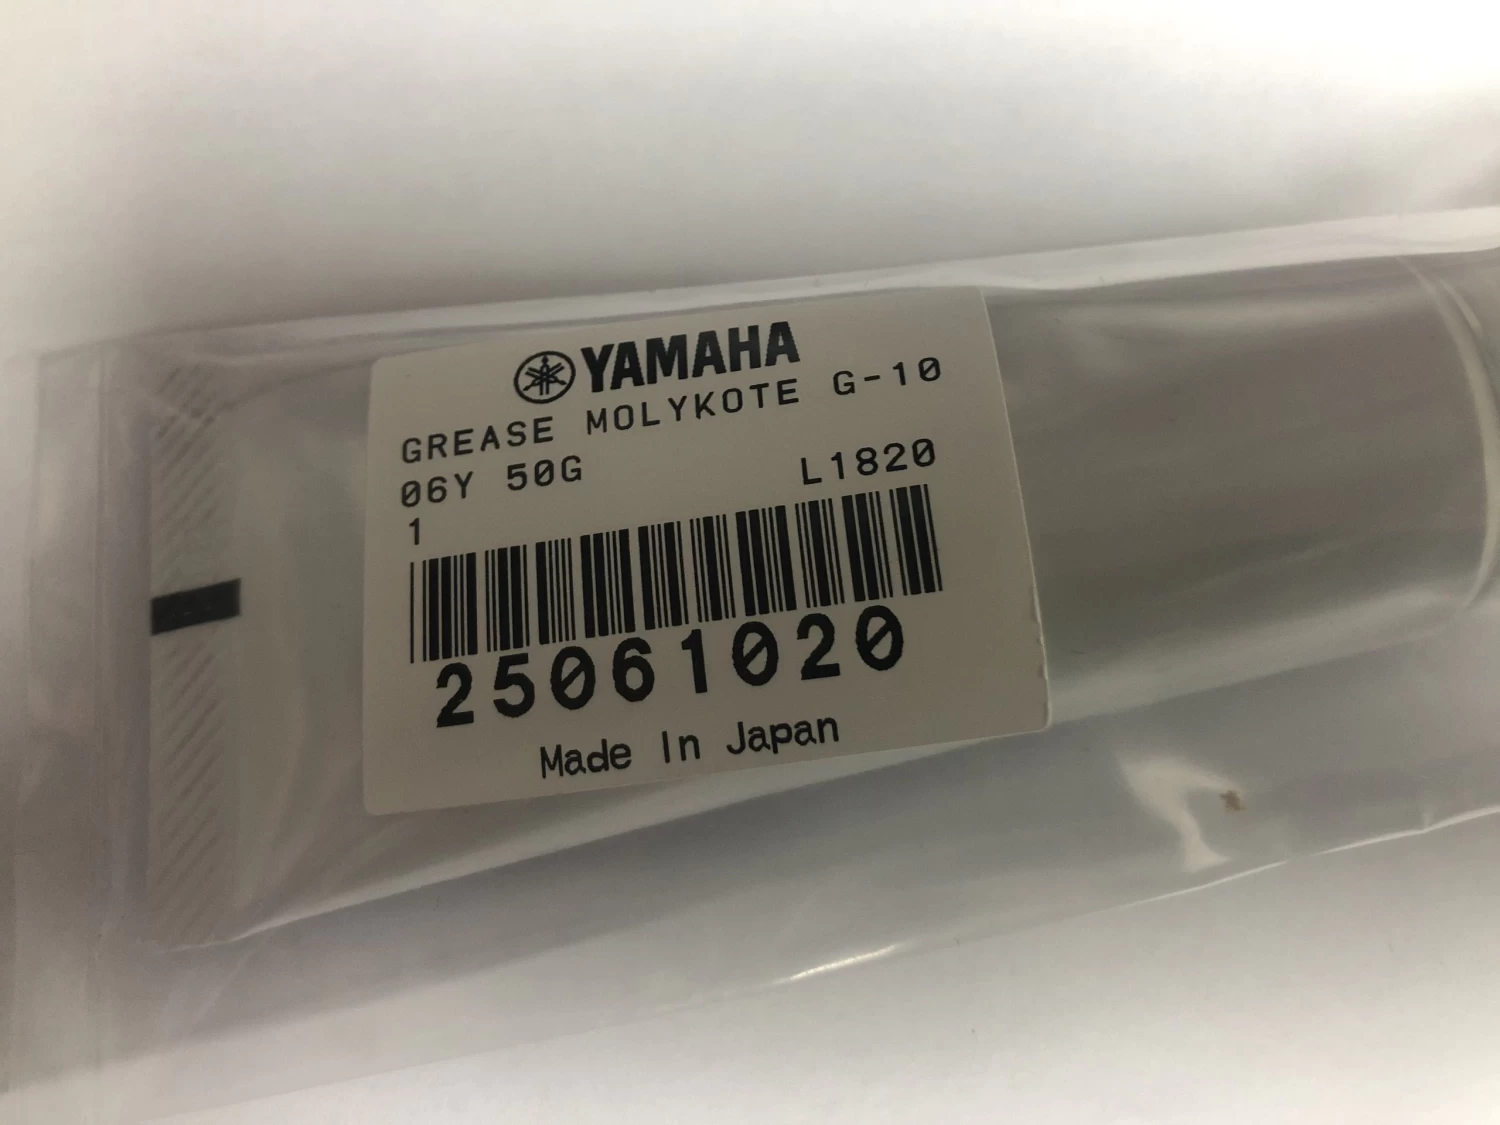 YAMAHA
GREASE MOLYKOTE G-10
06Y 50G L1820
1
25061020
Made In Japan